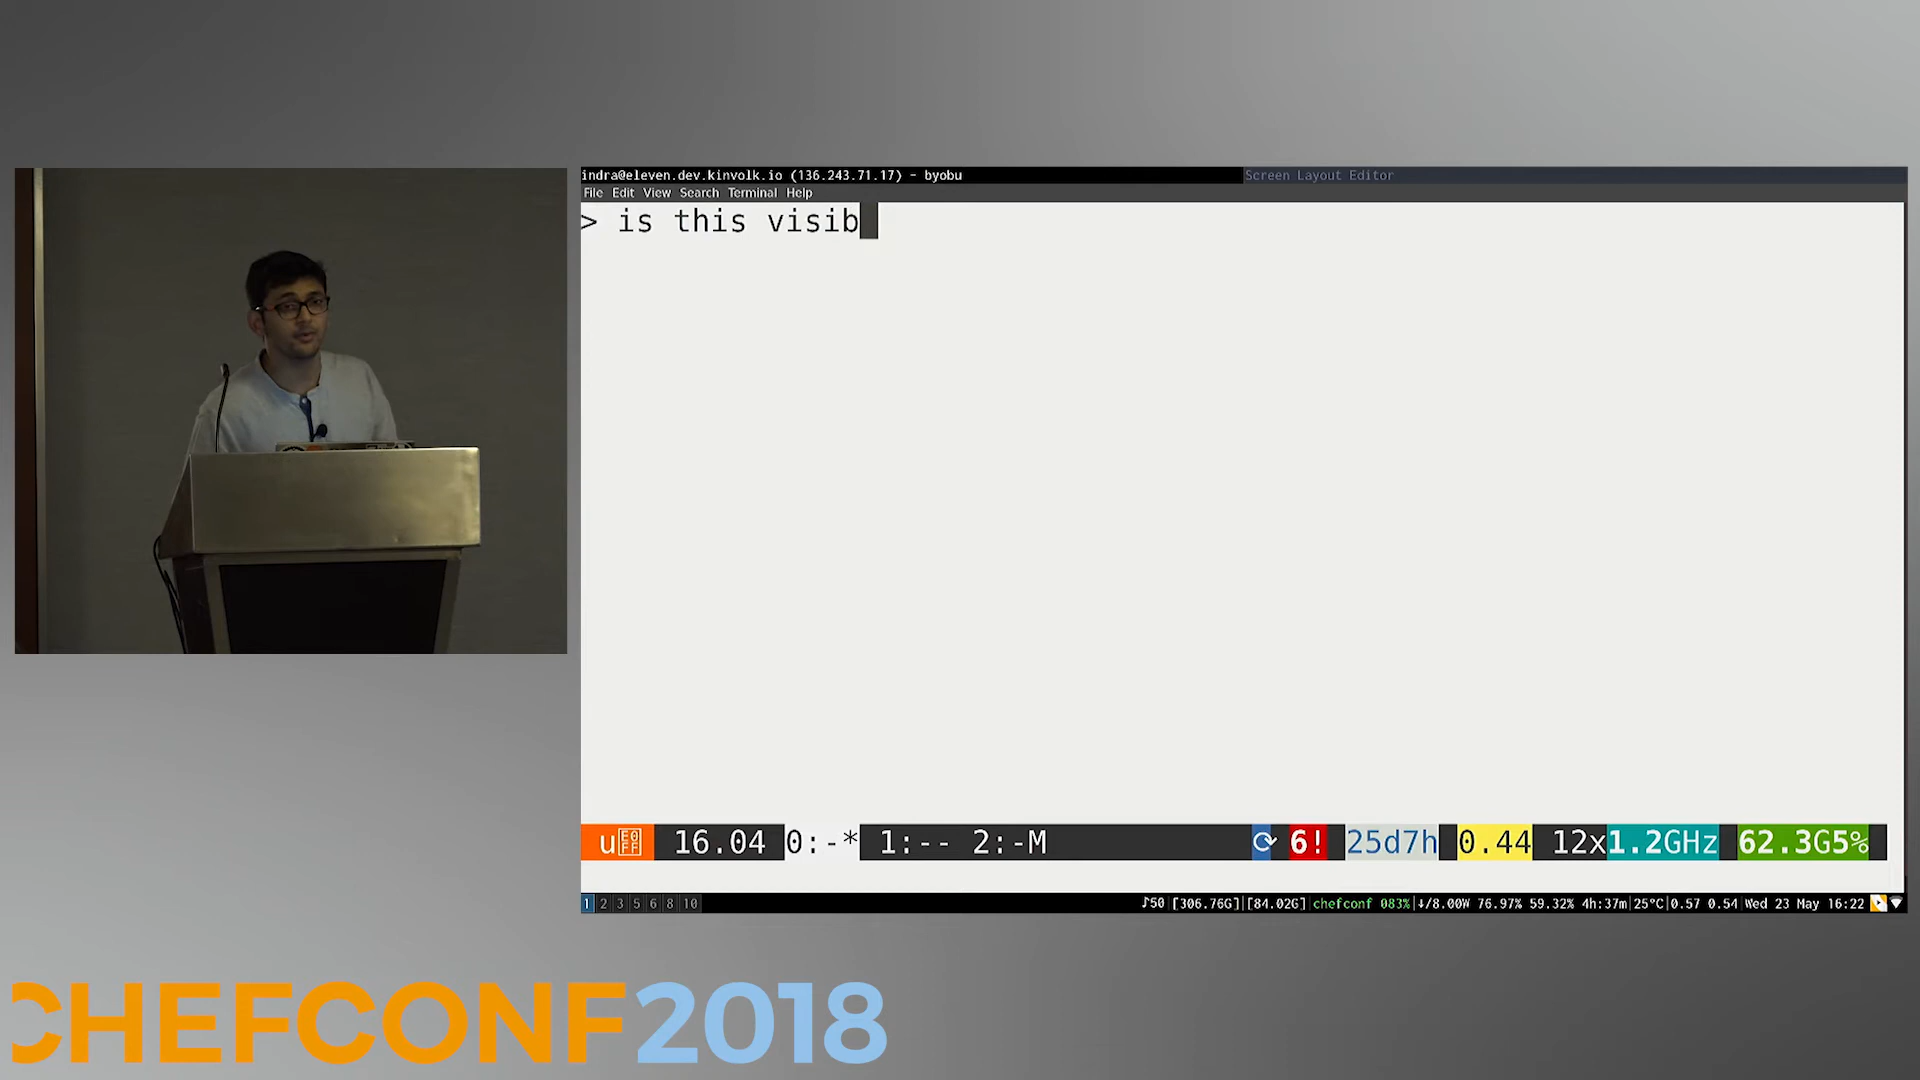 indra@eleven.dev.kinvolk.io (136.243.71.17) - byobu
Screen Layout Editor
File Edit View Search Terminal Help
> is this visib
u 16.04 0:-* 1:-- 2:-M ⟳ 6! 25d7h 0.44 12x1.2GHz 62.3G5%
1 2 3 5 6 8 10
♪50 [306.76G] [84.02G] chefconf 083% ↓/8.00W 76.97% 59.32% 4h:37m 25°C 0.57 0.54 Wed 23 May 16:22
CHEFCONF2018